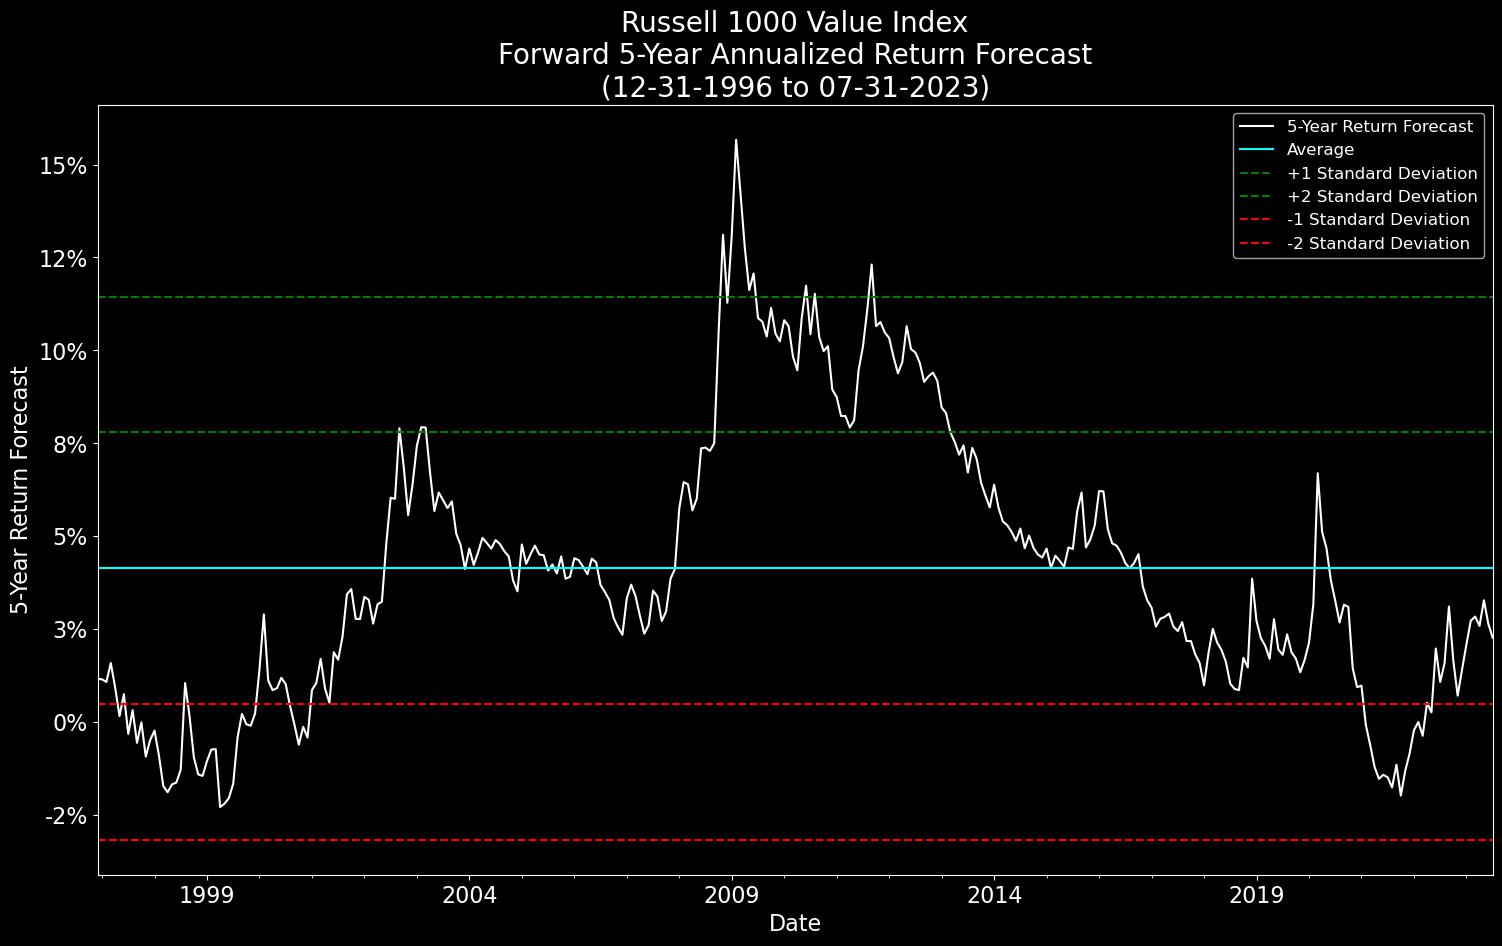 Russell 1000 Value Index
Forward 5-Year Annualized Return Forecast
(12-31-1996 to 07-31-2023)
5-Year Return Forecast
Average
+1 Standard Deviation
+2 Standard Deviation
-1 Standard Deviation
-2 Standard Deviation
5-Year Return Forecast
15%
12%
10%
8%
5%
3%
0%
-2%
1999 2004 2009 2014 2019
Date